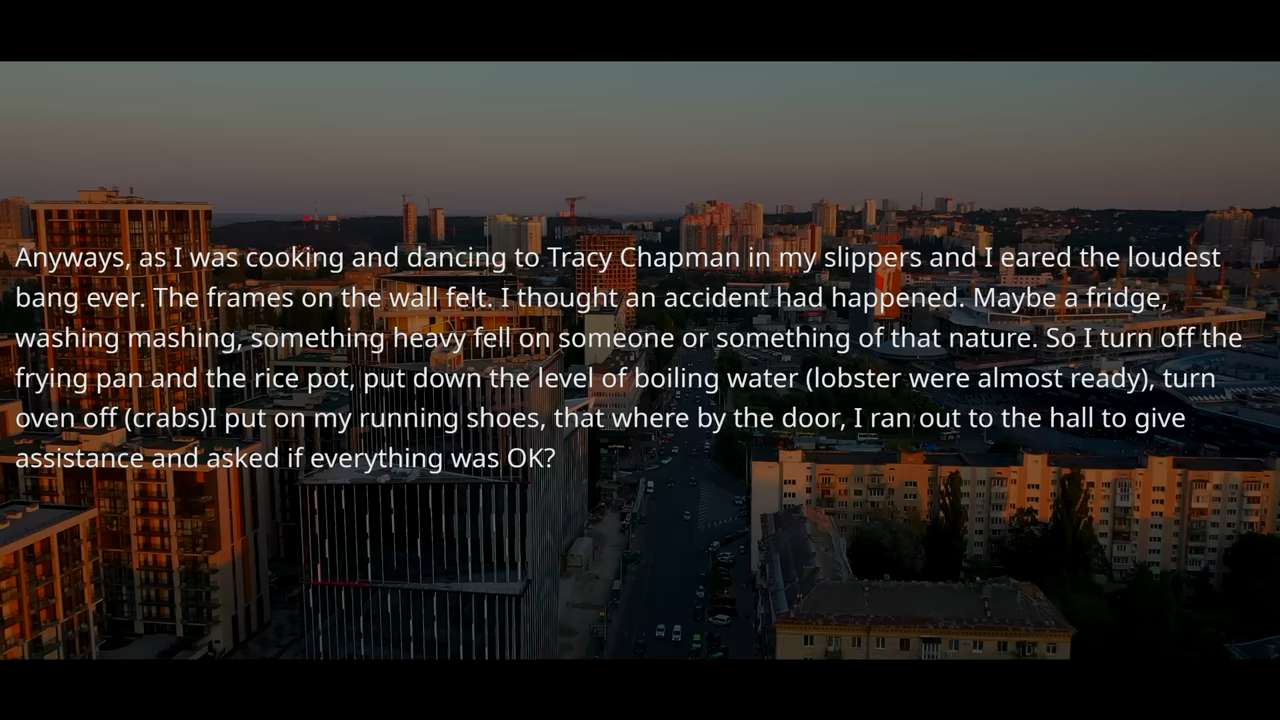 Anyways, as I was cooking and dancing to Tracy Chapman in my slippers and I eared the loudest
bang ever. The frames on the wall felt. I thought an accident had happened. Maybe a fridge,
washing mashing, something heavy fell on someone or something of that nature. So I turn off the
frying pan and the rice pot, put down the level of boiling water (lobster were almost ready), turn
oven off (crabs)I put on my running shoes, that where by the door, I ran out to the hall to give
assistance and asked if everything was OK?